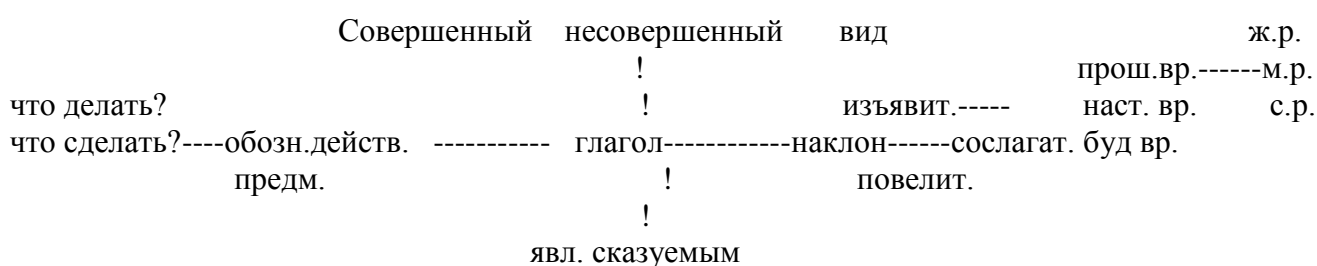 Совершенный несовершенный вид ж.р.
! прош.вр.------м.р.
что делать? ! изъявит.----- наст. вр. с.р.
что сделать?----обозн.действ. ----------- глагол------------наклон------сослагат. буд вр.
предм. ! повелит.
!
явл. сказуемым